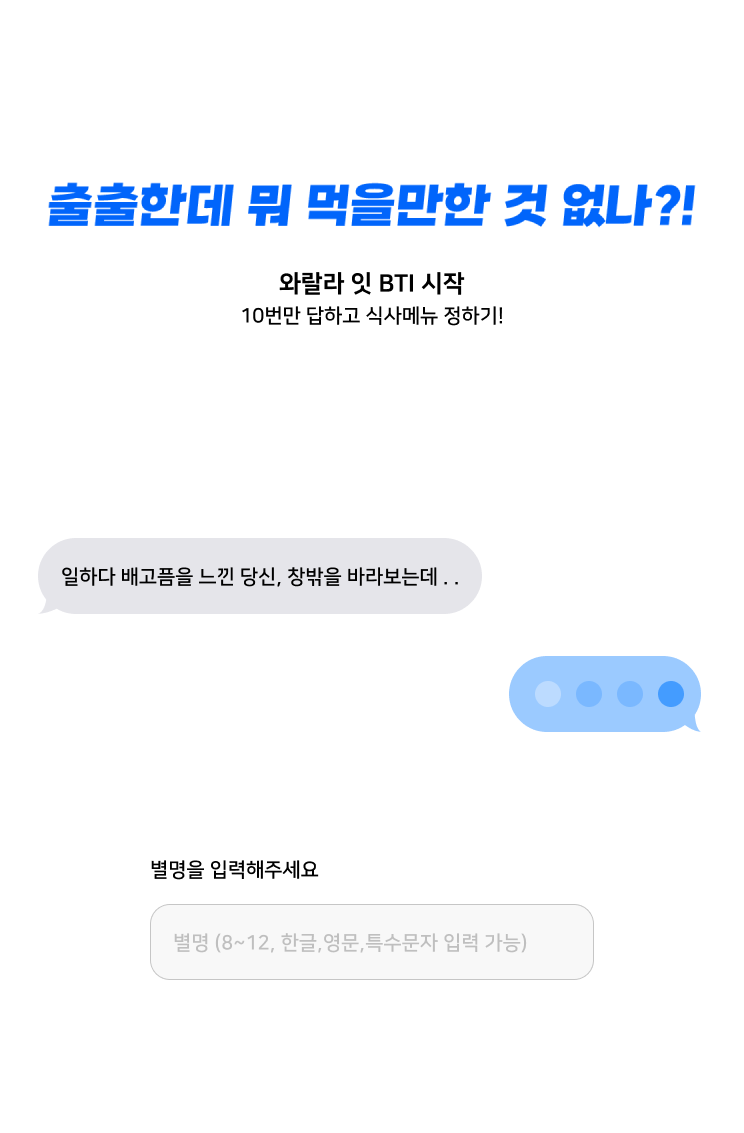 출출한데 뭐 먹을만한 것 없나?!
와랄라 잇 BTI 시작
10번만 답하고 식사메뉴 정하기!
일하다 배고픔을 느낀 당신, 창밖을 바라보는데 . .
별명을 입력해주세요
별명 (8~12, 한글,영문,특수문자 입력 가능)